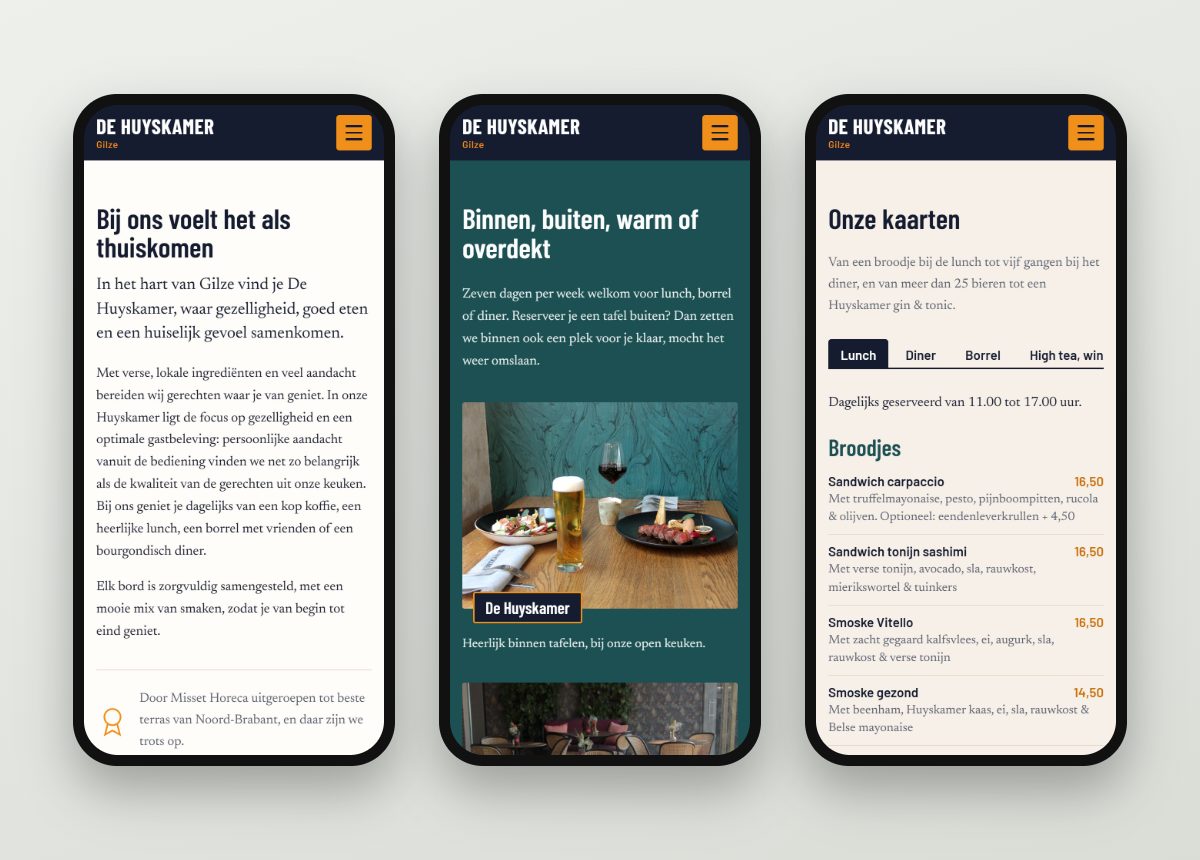 DE HUYSKAMER
Gilze
Bij ons voelt het als
thuiskomen
In het hart van Gilze vind je De
Huyskamer, waar gezelligheid, goed eten
en een huiselijk gevoel samenkomen.
Met verse, lokale ingrediënten en veel aandacht
bereiden wij gerechten waar je van geniet. In onze
Huyskamer ligt de focus op gezelligheid en een
optimale gastbeleving: persoonlijke aandacht
vanuit de bediening vinden we net zo belangrijk
als de kwaliteit van de gerechten uit onze keuken.
Bij ons geniet je dagelijks van een kop koffie, een
heerlijke lunch, een borrel met vrienden of een
bourgondisch diner.
Elk bord is zorgvuldig samengesteld, met een
mooie mix van smaken, zodat je van begin tot
eind geniet.
Door Misset Horeca uitgeroepen tot beste
terras van Noord-Brabant, en daar zijn we
trots op.
DE HUYSKAMER
Gilze
Binnen, buiten, warm of
overdekt
Zeven dagen per week welkom voor lunch, borrel
of diner. Reserveer je een tafel buiten? Dan zetten
we binnen ook een plek voor je klaar, mocht het
weer omslaan.
De Huyskamer
Heerlijk binnen tafelen, bij onze open keuken.
DE HUYSKAMER
Gilze
Onze kaarten
Van een broodje bij de lunch tot vijf gangen bij het
diner, en van meer dan 25 bieren tot een
Huyskamer gin & tonic.
Lunch Diner Borrel High tea, win
Dagelijks geserveerd van 11.00 tot 17.00 uur.
Broodjes
Sandwich carpaccio 16,50
Met truffelmayonaise, pesto, pijnboompitten, rucola
& olijven. Optioneel: eendenleverkrullen + 4,50
Sandwich tonijn sashimi 16,50
Met verse tonijn, avocado, sla, rauwkost,
mierikswortel & tuinkers
Smoske Vitello 16,50
Met zacht gegaard kalfsvlees, ei, augurk, sla,
rauwkost & verse tonijn
Smoske gezond 14,50
Met beenham, Huyskamer kaas, ei, sla, rauwkost &
Belse mayonaise